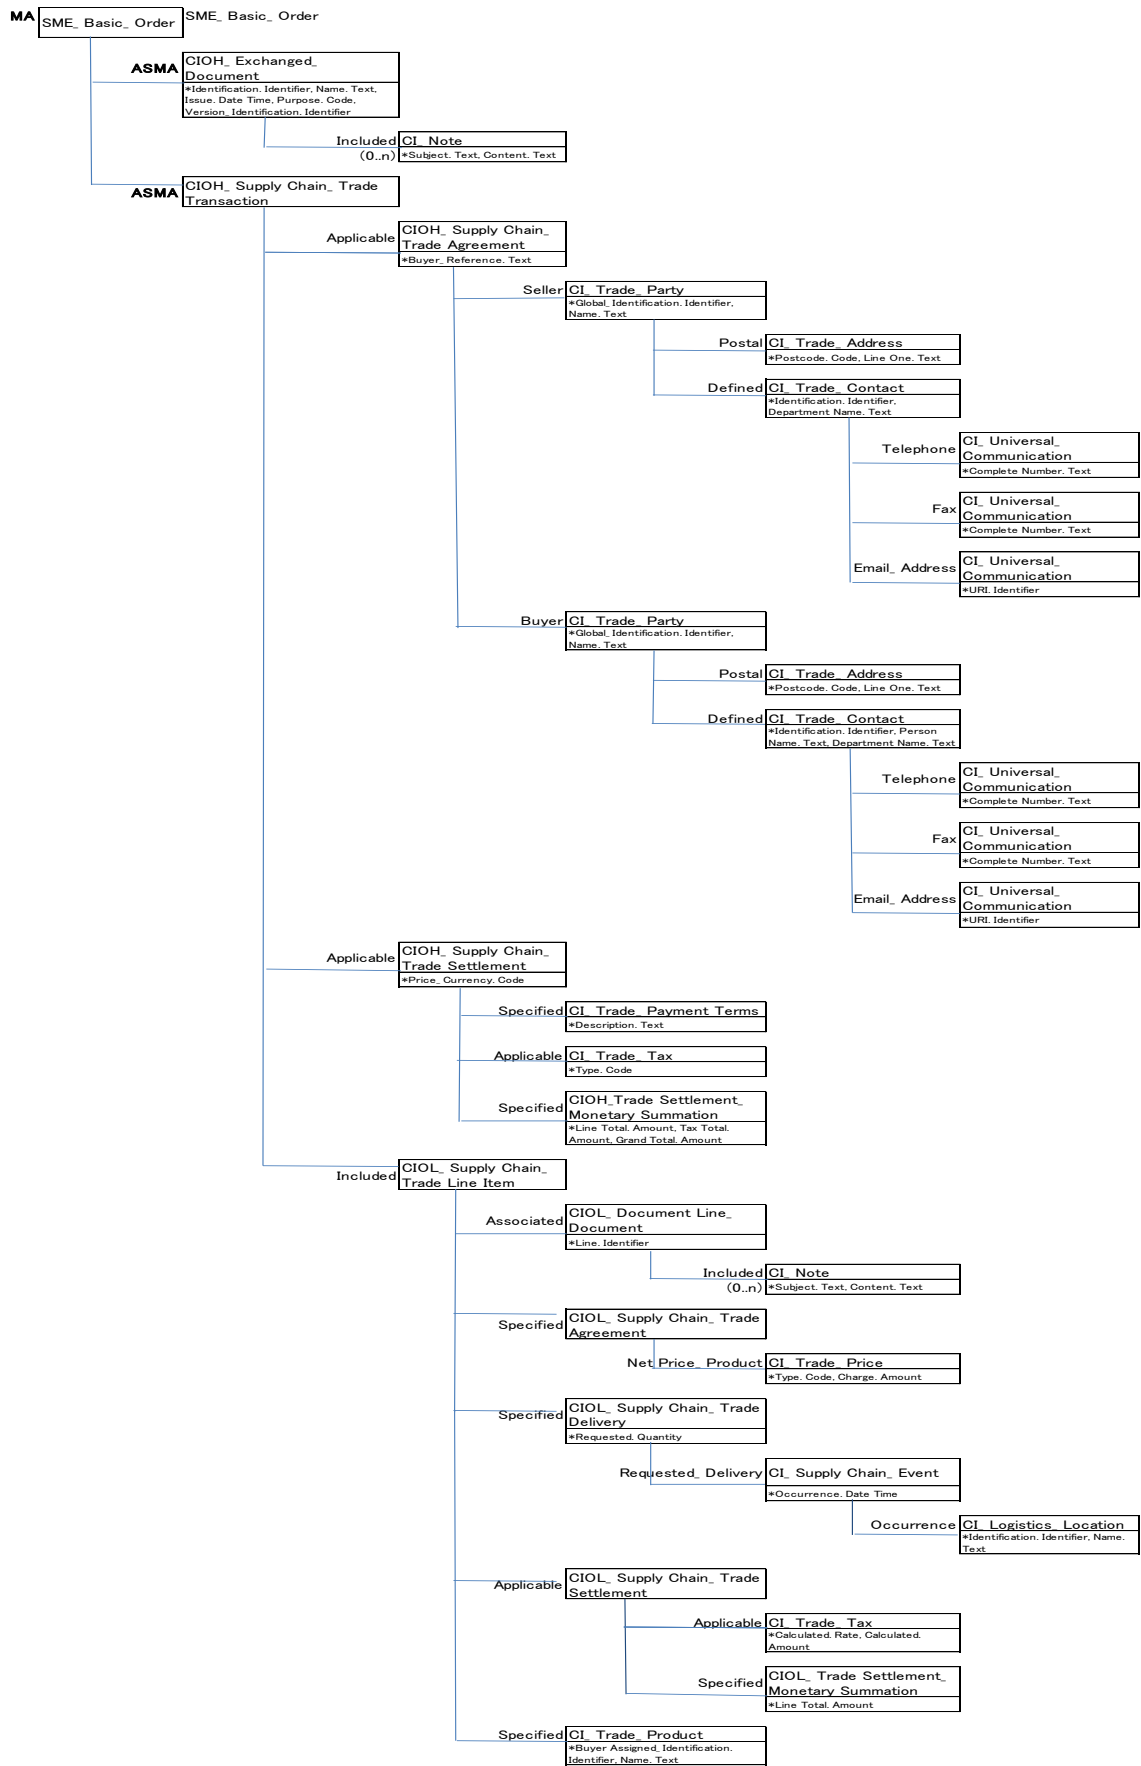 MA
SME_ Basic_ Order
SME_ Basic_ Order
ASMA
CIOH_ Exchanged_
Document
*Identification. Identifier, Name. Text,
Issue. Date Time, Purpose. Code,
Version_ Identification. Identifier
Included
(0..n)
CI_ Note
*Subject. Text, Content. Text
ASMA
CIOH_ Supply Chain_ Trade
Transaction
Applicable
CIOH_ Supply Chain_
Trade Agreement
*Buyer_ Reference. Text
Seller
CI_ Trade_ Party
*Global_ Identification. Identifier,
Name. Text
Postal
CI_ Trade_ Address
*Postcode. Code, Line One. Text
Defined
CI_ Trade_ Contact
*Identification. Identifier,
Department Name. Text
Telephone
CI_ Universal_
Communication
*Complete Number. Text
Fax
CI_ Universal_
Communication
*Complete Number. Text
Email_ Address
CI_ Universal_
Communication
*URI. Identifier
Buyer
CI_ Trade_ Party
*Global_ Identification. Identifier,
Name. Text
Postal
CI_ Trade_ Address
*Postcode. Code, Line One. Text
Defined
CI_ Trade_ Contact
*Identification. Identifier, Person
Name. Text, Department Name. Text
Telephone
CI_ Universal_
Communication
*Complete Number. Text
Fax
CI_ Universal_
Communication
*Complete Number. Text
Email_ Address
CI_ Universal_
Communication
*URI. Identifier
Applicable
CIOH_ Supply Chain_
Trade Settlement
*Price_ Currency. Code
Specified
CI_ Trade_ Payment Terms
*Description. Text
Applicable
CI_ Trade_ Tax
*Type. Code
Specified
CIOH_Trade Settlement_
Monetary Summation
*Line Total. Amount, Tax Total.
Amount, Grand Total. Amount
Included
CIOL_ Supply Chain_
Trade Line Item
Associated
CIOL_ Document Line_
Document
*Line. Identifier
Included
(0..n)
CI_ Note
*Subject. Text, Content. Text
Specified
CIOL_ Supply Chain_ Trade
Agreement
Net Price_ Product
CI_ Trade_ Price
*Type. Code, Charge. Amount
Specified
CIOL_ Supply Chain_ Trade
Delivery
*Requested. Quantity
Requested_ Delivery
CI_ Supply Chain_ Event
*Occurrence. Date Time
Occurrence
CI_ Logistics_ Location
*Identification. Identifier, Name.
Text
Applicable
CIOL_ Supply Chain_ Trade
Settlement
Applicable
CI_ Trade_ Tax
*Calculated. Rate, Calculated.
Amount
Specified
CIOL_ Trade Settlement_
Monetary Summation
*Line Total. Amount
Specified
CI_ Trade_ Product
*Buyer Assigned_ Identification.
Identifier, Name. Text